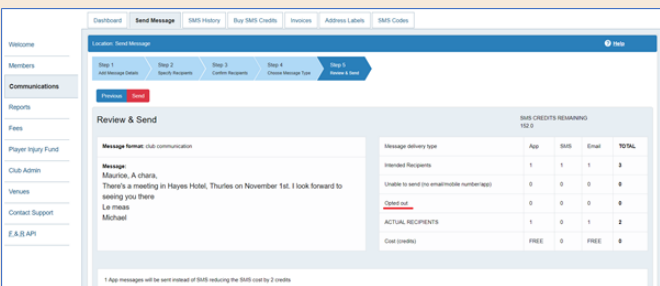 Dashboard Send Message SMS History Buy SMS Credits Invoices Address Labels SMS Codes
Welcome
Members
Communications
Reports
Fees
Player Injury Fund
Club Admin
Venues
Contact Support
F.A.R API
Location: Send Message
Help
Step 1 Step 2 Step 3 Step 4 Step 5
Add Message Details Specify Recipients Confirm Recipients Choose Message Type Review & Send
Previous Send
Review & Send
SMS CREDITS REMAINING
152.0
Message format: club communication
Message:
Maurice, A chara,
There's a meeting in Hayes Hotel, Thurles on November 1st. I look forward to
seeing you there
Le meas
Michael
Message delivery type App SMS Email TOTAL
Intended Recipients 1 1 1 3
Unable to send (no email/mobile number/app) 0 0 0 0
Opted out 0 0 0 0
ACTUAL RECIPIENTS 1 0 1 2
Cost (credits) FREE 0 FREE 0
1 App messages will be sent instead of SMS reducing the SMS cost by 2 credits